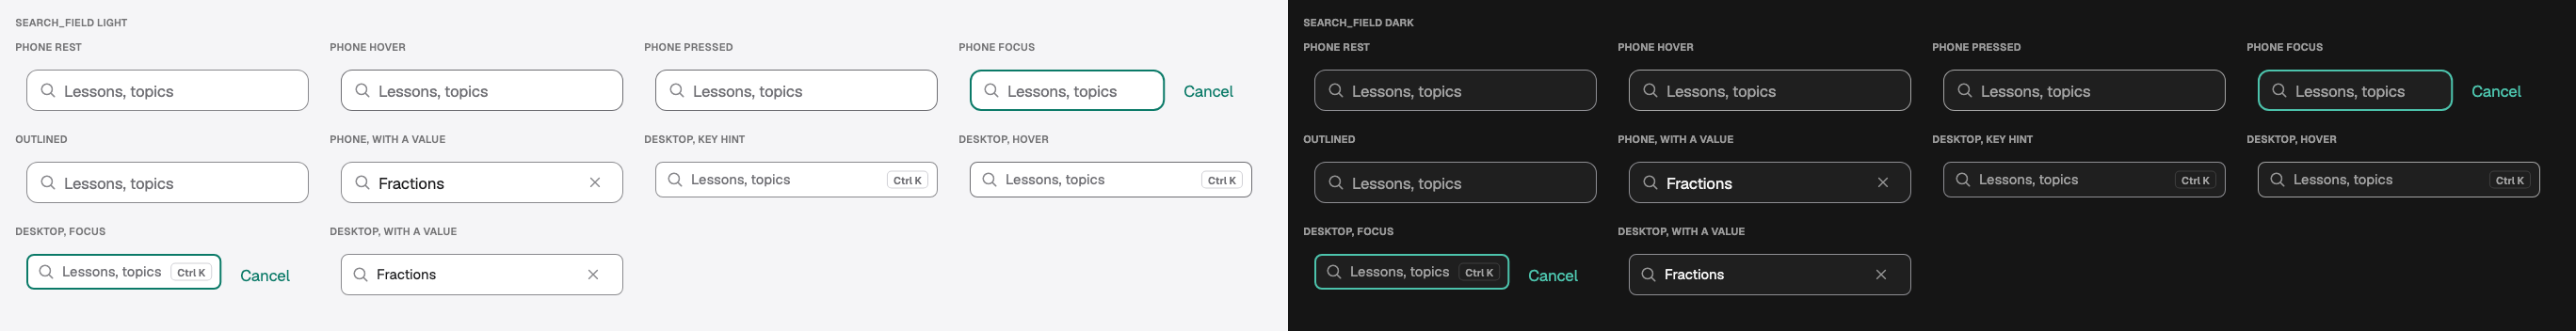 SEARCH_FIELD LIGHT
PHONE REST
PHONE HOVER
PHONE PRESSED
PHONE FOCUS
Lessons, topics
Lessons, topics
Lessons, topics
Lessons, topics
Cancel
OUTLINED
PHONE, WITH A VALUE
DESKTOP, KEY HINT
DESKTOP, HOVER
Lessons, topics
Fractions
Lessons, topics
Ctrl K
Lessons, topics
Ctrl K
DESKTOP, FOCUS
DESKTOP, WITH A VALUE
Lessons, topics
Ctrl K
Cancel
Fractions
SEARCH_FIELD DARK
PHONE REST
PHONE HOVER
PHONE PRESSED
PHONE FOCUS
Lessons, topics
Lessons, topics
Lessons, topics
Lessons, topics
Cancel
OUTLINED
PHONE, WITH A VALUE
DESKTOP, KEY HINT
DESKTOP, HOVER
Lessons, topics
Fractions
Lessons, topics
Ctrl K
Lessons, topics
Ctrl K
DESKTOP, FOCUS
DESKTOP, WITH A VALUE
Lessons, topics
Ctrl K
Cancel
Fractions